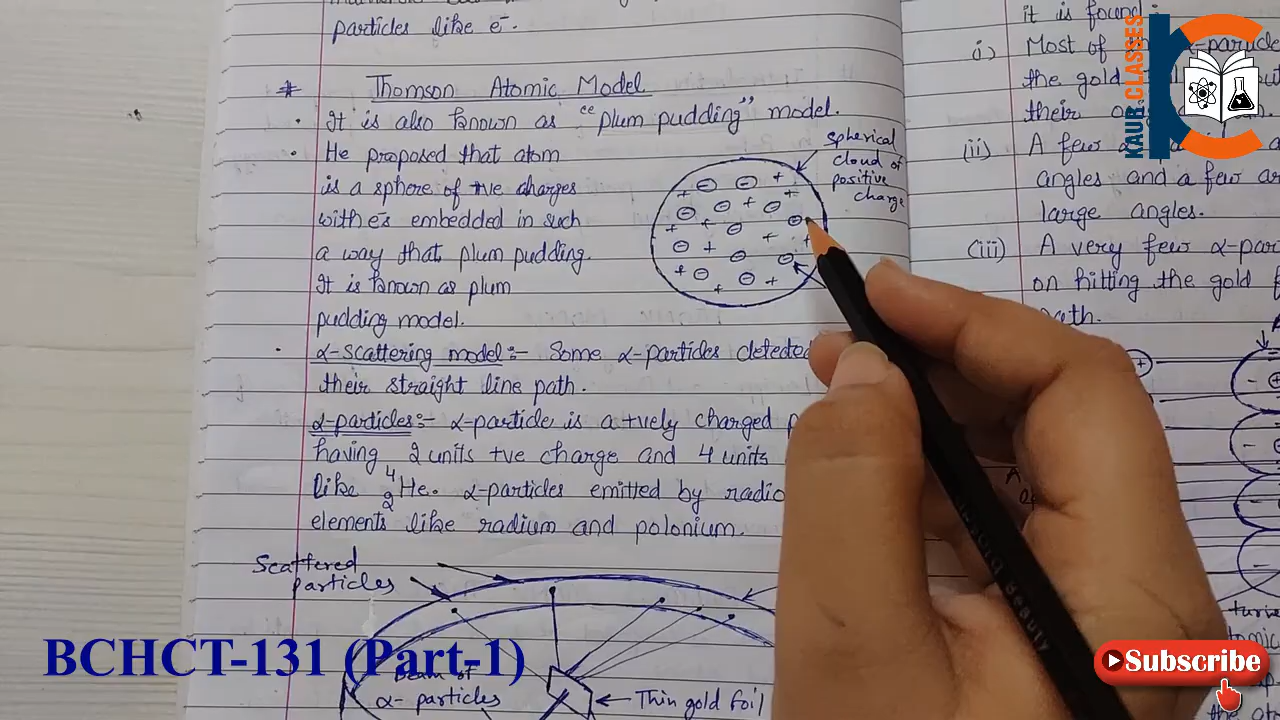 particles like e⁻.
* Thomson Atomic Model
• It is also known as "plum pudding" model.
• He proposed that atom
is a sphere of +ve charges
with e⁻s embedded in such
a way that plum pudding.
It is known as plum
pudding model.
spherical
cloud of
positive
charge
• α-scattering model:- Some α-particles deteted
their straight line path.
α-particles:- α-particle is a +vely charged
having 2 units +ve charge and 4 units
like ⁴₂He. α-particles emitted by radio
elements like radium and polonium.
Scattered
particles
Beam of
α-particles
Thin gold foil
it is found
i) Most of
the gold
their
(ii) A few
angles and a few
large angles.
(iii) A very few α-par
on hitting the gold f
path.
KAUR CLASSES
BCHCT-131 (Part-1)
Subscribe